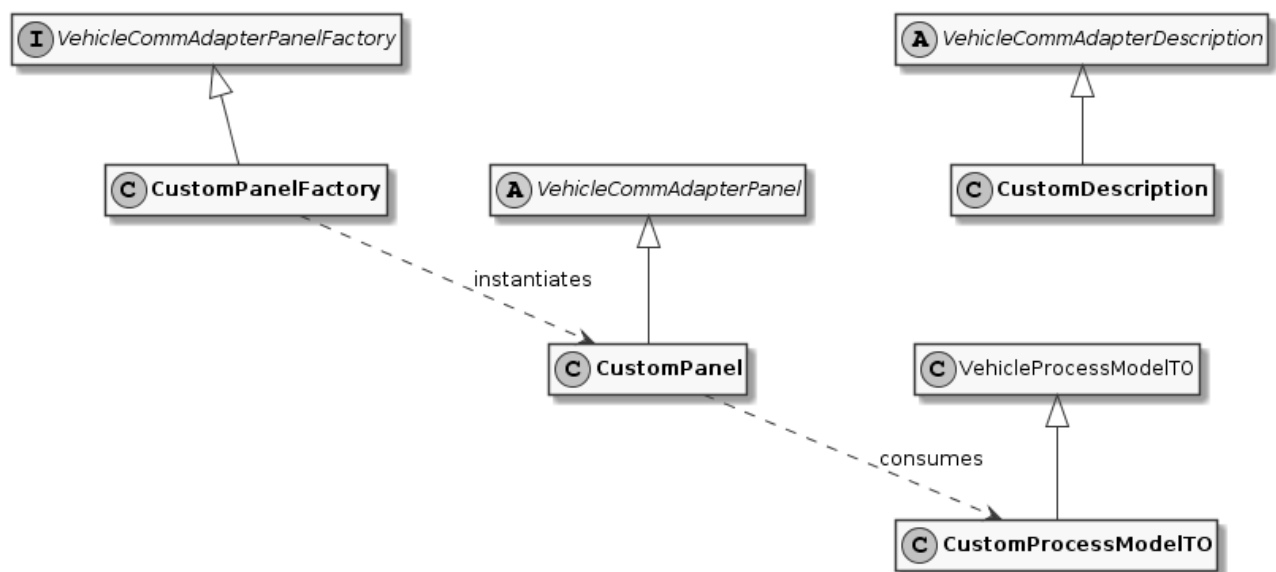 I VehicleCommAdapterPanelFactory
A VehicleCommAdapterDescription
C CustomPanelFactory
A VehicleCommAdapterPanel
C CustomDescription
instantiates
C CustomPanel
C VehicleProcessModelTO
consumes
C CustomProcessModelTO